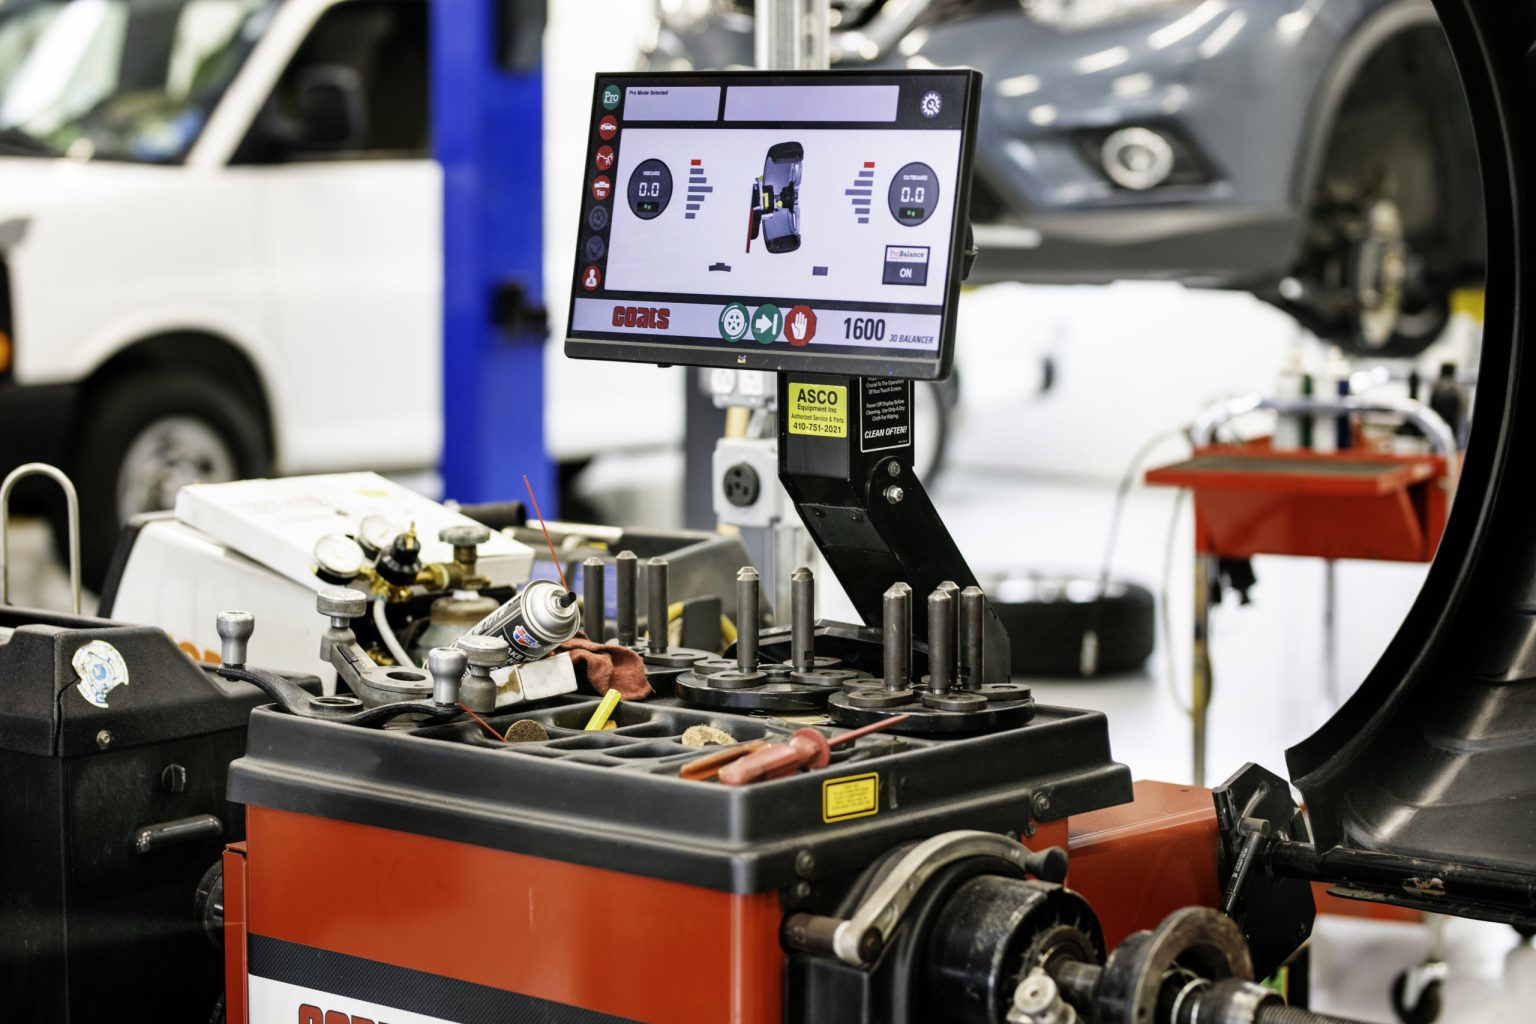 Pro
Pro Mode Selected
INBOARD
0.0
OUTBOARD
0.0
ProBalance
ON
COATS
1600 3D BALANCER
ASCO
Equipment Inc
Authorized Service & Parts
410-751-2021
Crucial To The Operation
Of Your Touch Screen.
Power Off Display Before
Cleaning. Use Only A Dry
Cloth For Wiping.
CLEAN OFTEN!